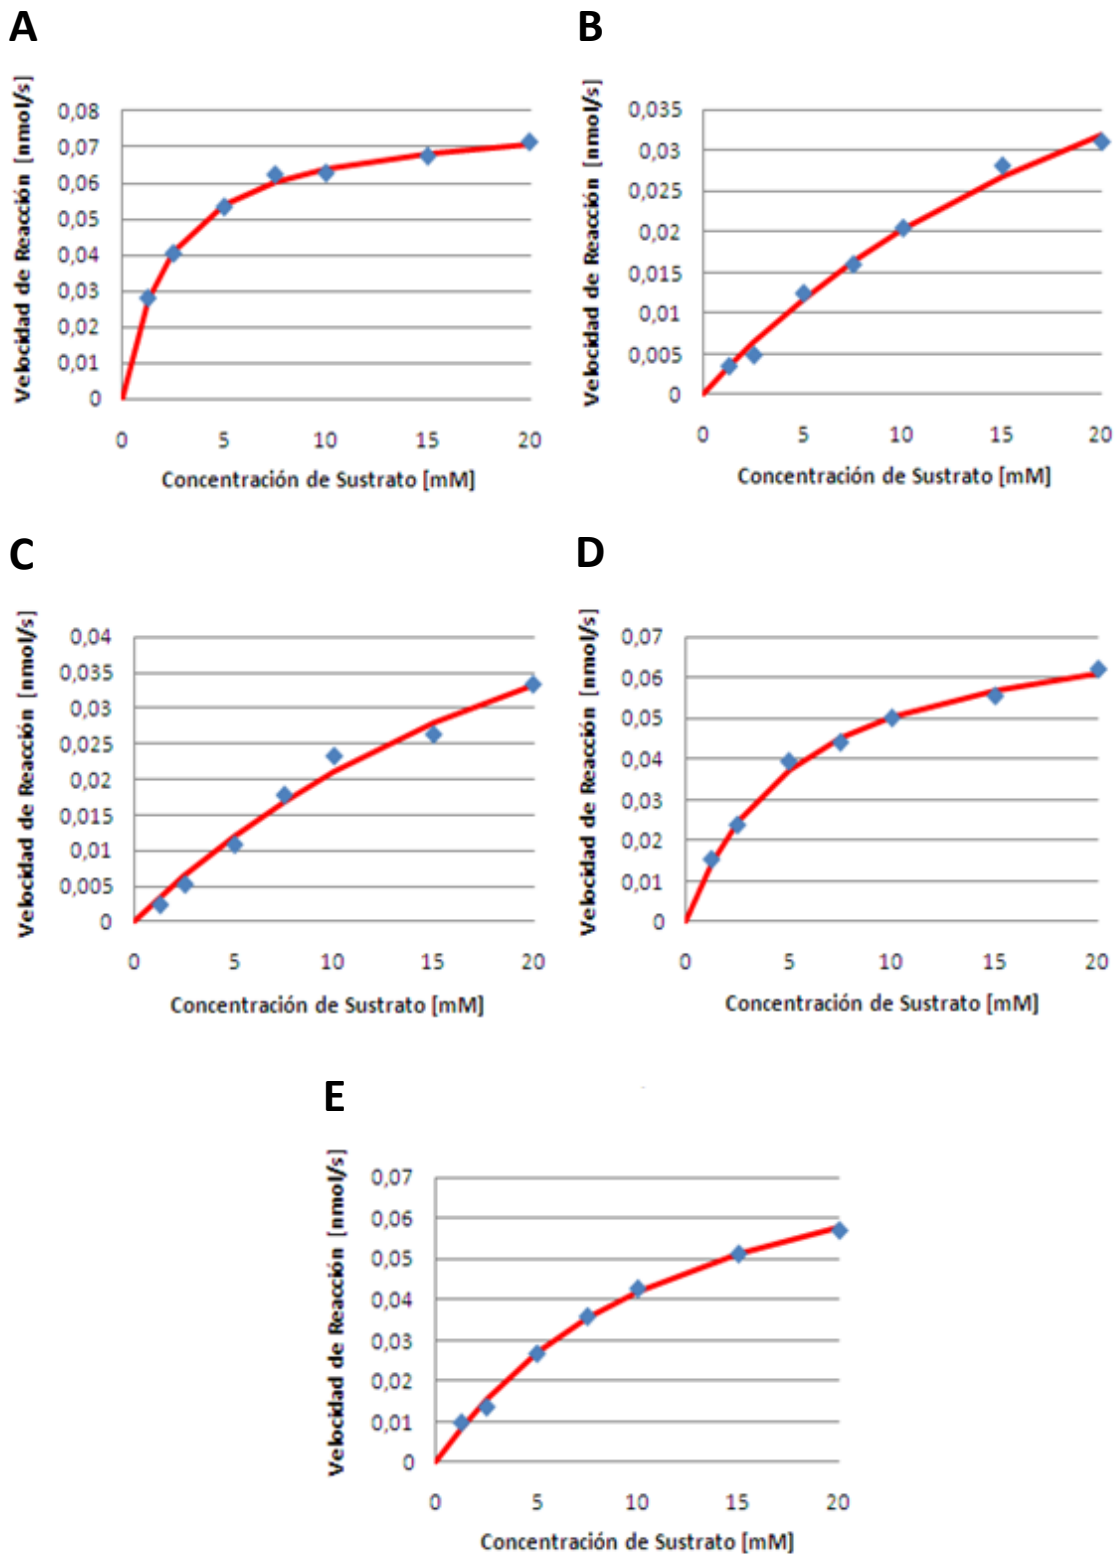 A
Velocidad de Reacción [nmol/s]
0,08
0,07
0,06
0,05
0,04
0,03
0,02
0,01
0
0 5 10 15 20
Concentración de Sustrato [mM]
B
Velocidad de Reacción [nmol/s]
0,035
0,03
0,025
0,02
0,015
0,01
0,005
0
0 5 10 15 20
Concentración de Sustrato [mM]
C
Velocidad de Reacción [nmol/s]
0,04
0,035
0,03
0,025
0,02
0,015
0,01
0,005
0
0 5 10 15 20
Concentración de Sustrato [mM]
D
Velocidad de Reacción [nmol/s]
0,07
0,06
0,05
0,04
0,03
0,02
0,01
0
0 5 10 15 20
Concentración de Sustrato [mM]
E
Velocidad de Reacción [nmol/s]
0,07
0,06
0,05
0,04
0,03
0,02
0,01
0
0 5 10 15 20
Concentración de Sustrato [mM]